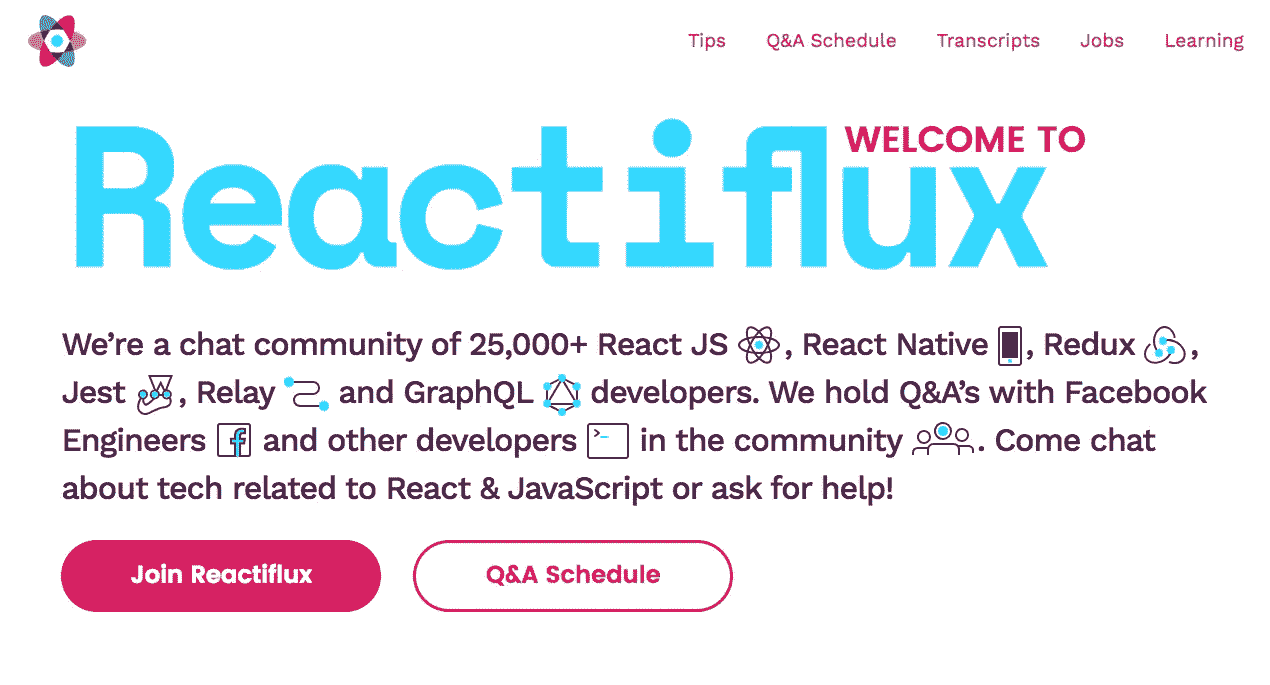 Tips Q&A Schedule Transcripts Jobs Learning
WELCOME TO
Reactiflux
We’re a chat community of 25,000+ React JS , React Native , Redux ,
Jest , Relay and GraphQL developers. We hold Q&A’s with Facebook
Engineers and other developers in the community . Come chat
about tech related to React & JavaScript or ask for help!
Join Reactiflux Q&A Schedule